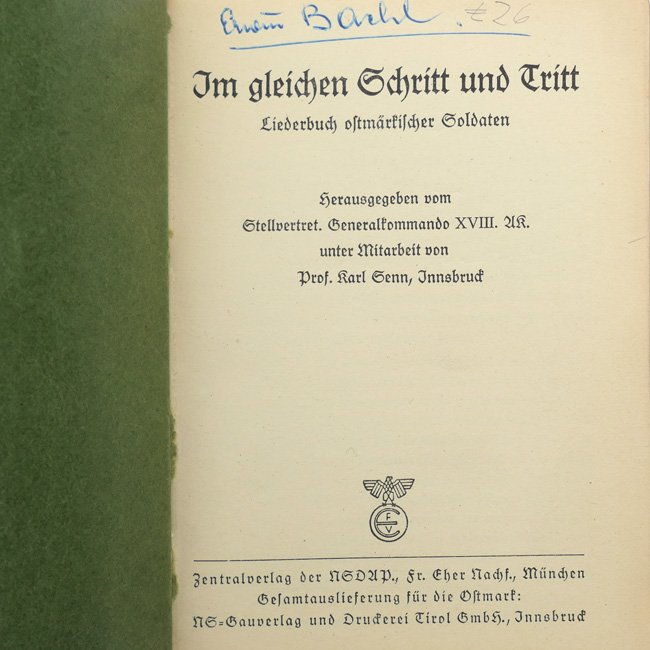 Bachl €26
Im gleichen Schritt und Tritt
Liederbuch ostmärkischer Soldaten
Herausgegeben vom
Stellvertret. Generalkommando XVIII. AK.
unter Mitarbeit von
Prof. Karl Senn, Innsbruck
F
E
V
Zentralverlag der NSDAP., Fr. Eher Nachf., München
Gesamtauslieferung für die Ostmark:
NS-Gauverlag und Druckerei Tirol GmbH., Innsbruck